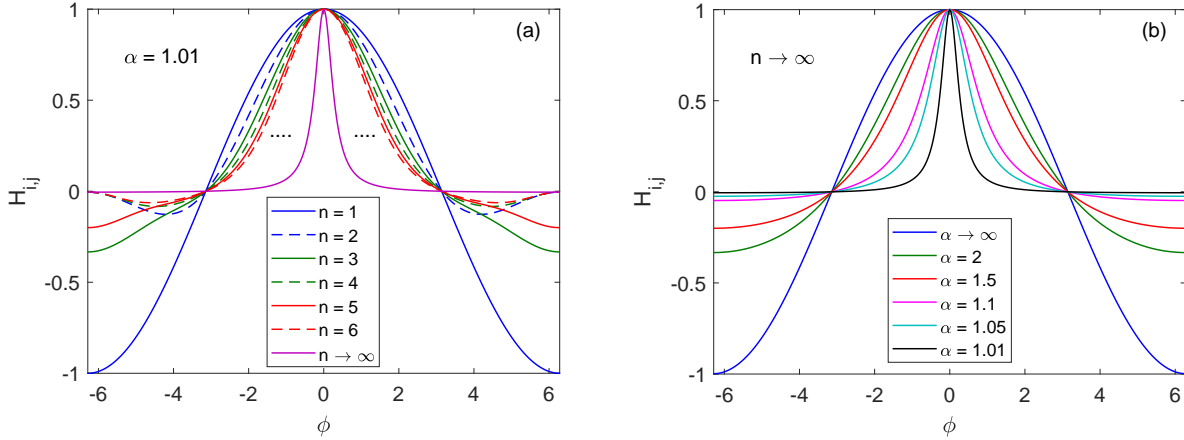 (a)
α = 1.01
H_{i,j}
1
0.5
0
-0.5
-1
....
....
n = 1
n = 2
n = 3
n = 4
n = 5
n = 6
n → ∞
-6
-4
-2
0
2
4
6
ϕ
(b)
n → ∞
H_{i,j}
1
0.5
0
-0.5
-1
α → ∞
α = 2
α = 1.5
α = 1.1
α = 1.05
α = 1.01
-6
-4
-2
0
2
4
6
ϕ